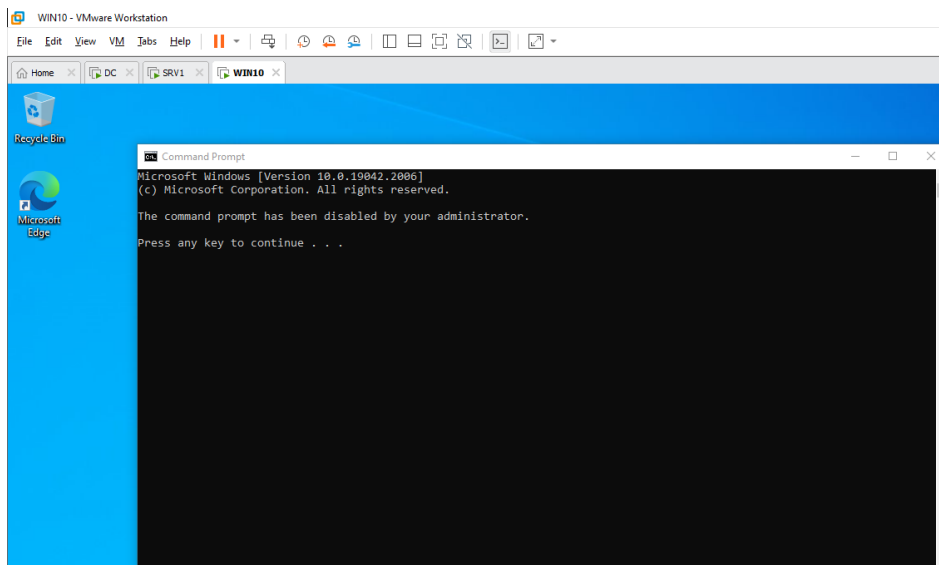 WIN10 - VMware Workstation
File Edit View VM Tabs Help
Home DC SRV1 WIN10
Recycle Bin
Microsoft
Edge
Command Prompt
Microsoft Windows [Version 10.0.19042.2006]
(c) Microsoft Corporation. All rights reserved.
The command prompt has been disabled by your administrator.
Press any key to continue . . .